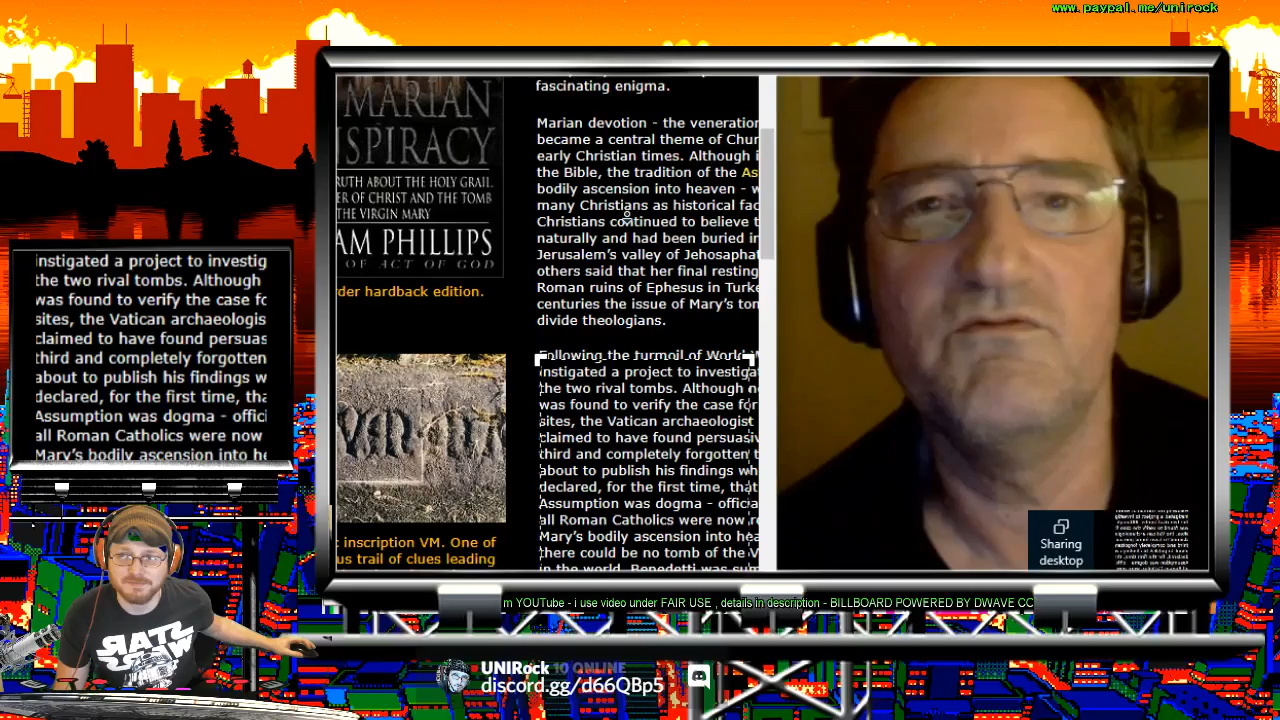 www.paypal.me/unirock
MARIAN
NSPIRACY
RUTH ABOUT THE HOLY GRAIL.
ER OF CHRIST AND THE TOMB
THE VIRGIN MARY
AM PHILLIPS
OF ACT OF GOD
der hardback edition.
inscription VM. One of
us trail of clues leading
fascinating enigma.
Marian devotion - the veneration
became a central theme of Chur
early Christian times. Although i
the Bible, the tradition of the As
bodily ascension into heaven - w
many Christians as historical fac
Christians continued to believe t
naturally and had been buried in
Jerusalem's valley of Jehosaphat
others said that her final resting
Roman ruins of Ephesus in Turke
centuries the issue of Mary's tom
divide theologians.
Following the turmoil of World W
instigated a project to investigat
the two rival tombs. Although n
was found to verify the case for
sites, the Vatican archaeologist
claimed to have found persuasiv
third and completely forgotten t
about to publish his findings wh
declared, for the first time, that
Assumption was dogma - officia
all Roman Catholics were now r
Mary's bodily ascension into hea
there could be no tomb of the V
in the world. Benedetti was sum
instigated a project to investig
the two rival tombs. Although
was found to verify the case fo
sites, the Vatican archaeologis
claimed to have found persuas
third and completely forgotten
about to publish his findings w
declared, for the first time, tha
Assumption was dogma - offici
all Roman Catholics were now
Mary's bodily ascension into he
Sharing
desktop
m YOUTube - i use video under FAIR USE , details in description - BILLBOARD POWERED BY DWAVE CC
STAR
WARS
UNIRock 10 ONLINE
discord.gg/d66QBp5